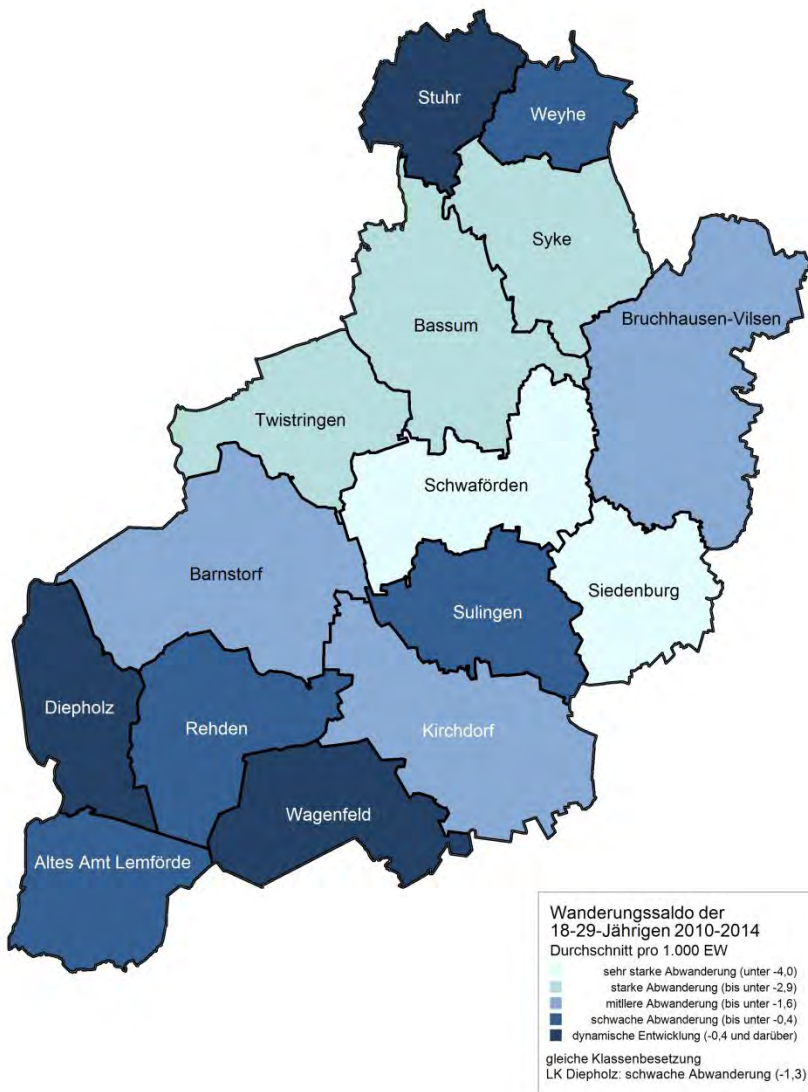 Stuhr
Weyhe
Syke
Bruchhausen-Vilsen
Bassum
Twistringen
Schwaförden
Barnstorf
Siedenburg
Sulingen
Diepholz
Rehden
Kirchdorf
Wagenfeld
Altes Amt Lemförde
Wanderungssaldo der
18-29-Jährigen 2010-2014
Durchschnitt pro 1.000 EW
sehr starke Abwanderung (unter -4,0)
starke Abwanderung (bis unter -2,9)
mitllere Abwanderung (bis unter -1,6)
schwache Abwanderung (bis unter -0,4)
dynamische Entwicklung (-0,4 und darüber)
gleiche Klassenbesetzung
LK Diepholz: schwache Abwanderung (-1,3)